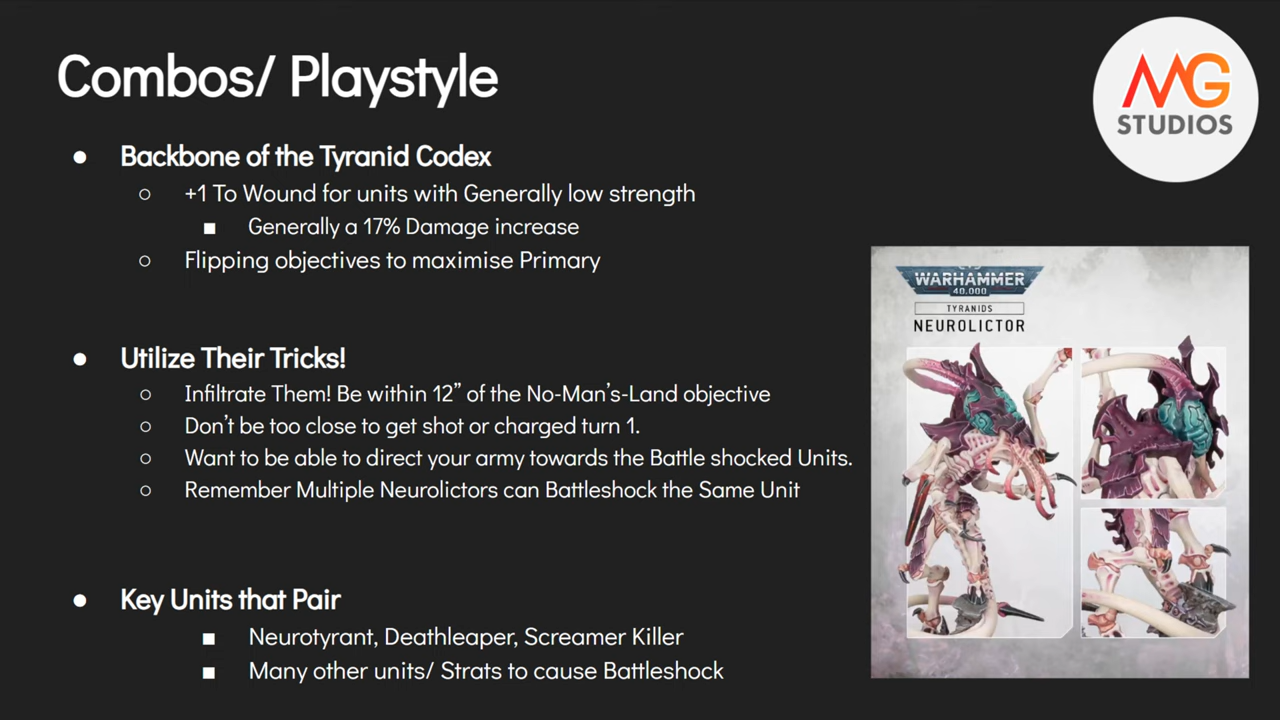 Combos/ Playstyle
MG
STUDIOS
● Backbone of the Tyranid Codex
○ +1 To Wound for units with Generally low strength
■ Generally a 17% Damage increase
○ Flipping objectives to maximise Primary
● Utilize Their Tricks!
○ Infiltrate Them! Be within 12” of the No-Man’s-Land objective
○ Don’t be too close to get shot or charged turn 1.
○ Want to be able to direct your army towards the Battle shocked Units.
○ Remember Multiple Neurolictors can Battleshock the Same Unit
● Key Units that Pair
■ Neurotyrant, Deathleaper, Screamer Killer
■ Many other units/ Strats to cause Battleshock
WARHAMMER
40,000
TYRANIDS
NEUROLICTOR